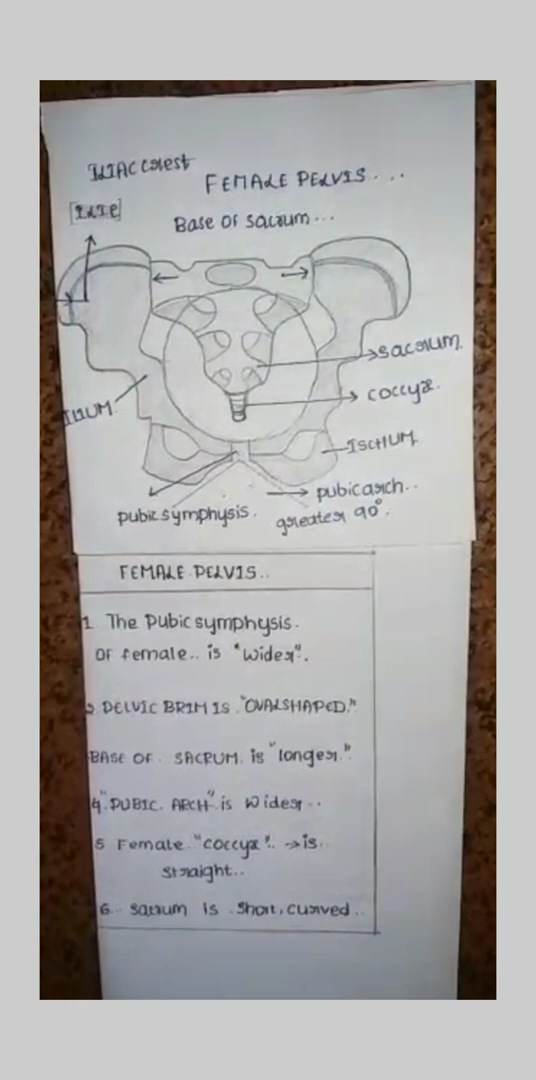 ILIAC crest
FEMALE PELVIS...
Base of sacrum...
sacrum.
coccyx.
ILIUM
ISCHIUM
pubic arch..
pubic symphysis.
greater 90°
FEMALE PELVIS..
1 The Pubic symphysis.
OF female.. is "wider".
2. PELVIC BRIM IS "OVALSHAPED."
BASE OF SACRUM. is "longer."
4."PUBIC. ARCH" is wider..
5 Female "coccyx".. →is..
straight..
6.. Sacrum is short, curved..